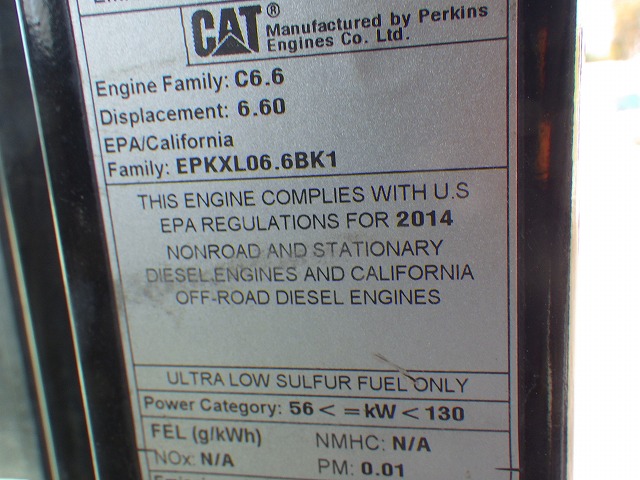 CAT® Manufactured by Perkins
Engines Co. Ltd.
Engine Family: C6.6
Displacement: 6.60
EPA/California
Family: EPKXL06.6BK1
THIS ENGINE COMPLIES WITH U.S
EPA REGULATIONS FOR 2014
NONROAD AND STATIONARY
DIESEL ENGINES AND CALIFORNIA
OFF-ROAD DIESEL ENGINES
ULTRA LOW SULFUR FUEL ONLY
Power Category: 56 < = kW < 130
FEL (g/kWh) NMHC: N/A
NOx: N/A PM: 0.01